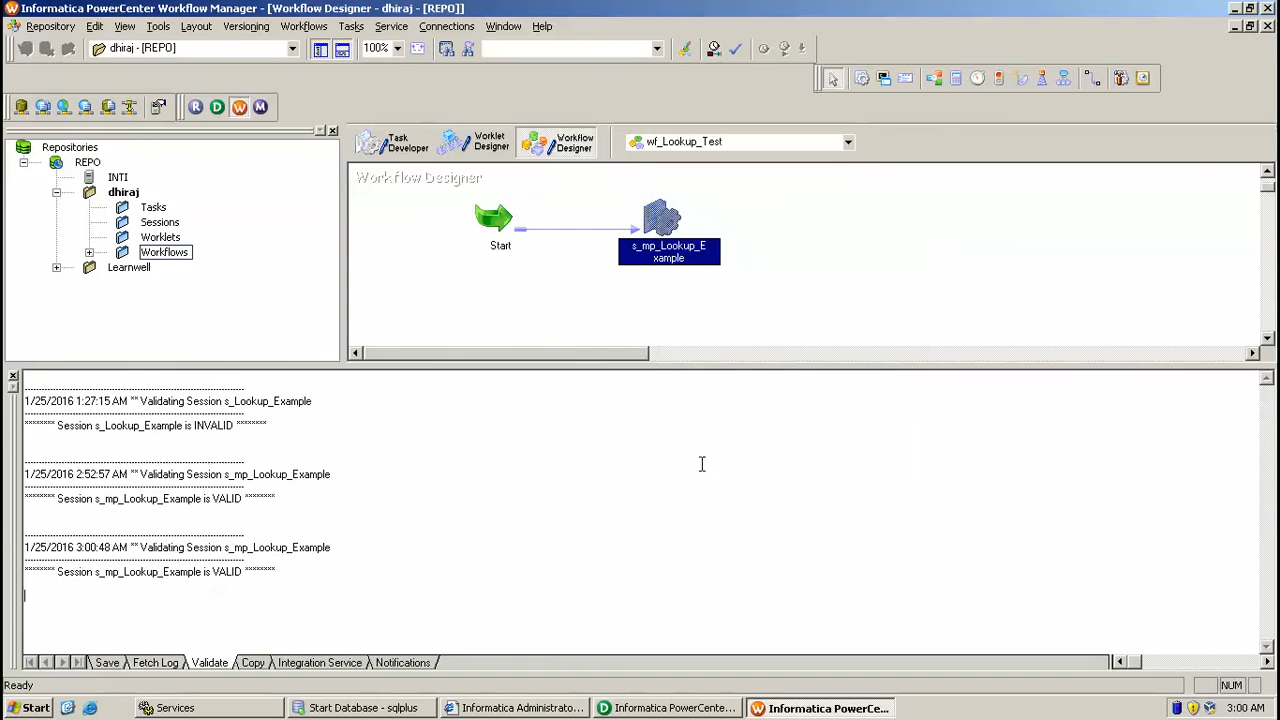 Informatica PowerCenter Workflow Manager - [Workflow Designer - dhiraj - [REPO]]
Repository Edit View Tools Layout Versioning Workflows Tasks Service Connections Window Help
dhiraj - [REPO] 100%
R D W M
Repositories
REPO
INTI
dhiraj
Tasks
Sessions
Worklets
Workflows
Learnwell
Task Developer
Worklet Designer
Workflow Designer
wf_Lookup_Test
Workflow Designer
Start
s_mp_Lookup_E
xample
----------------------------------------------------
1/25/2016 1:27:15 AM ** Validating Session s_Lookup_Example
----------------------------------------------------
******** Session s_Lookup_Example is INVALID ********
----------------------------------------------------
1/25/2016 2:52:57 AM ** Validating Session s_mp_Lookup_Example
----------------------------------------------------
******** Session s_mp_Lookup_Example is VALID ********
----------------------------------------------------
1/25/2016 3:00:48 AM ** Validating Session s_mp_Lookup_Example
----------------------------------------------------
******** Session s_mp_Lookup_Example is VALID ********
Save Fetch Log Validate Copy Integration Service Notifications
Ready NUM
Start Services Start Database - sqlplus Informatica Administrato... Informatica PowerCente... Informatica PowerCe... 3:00 AM